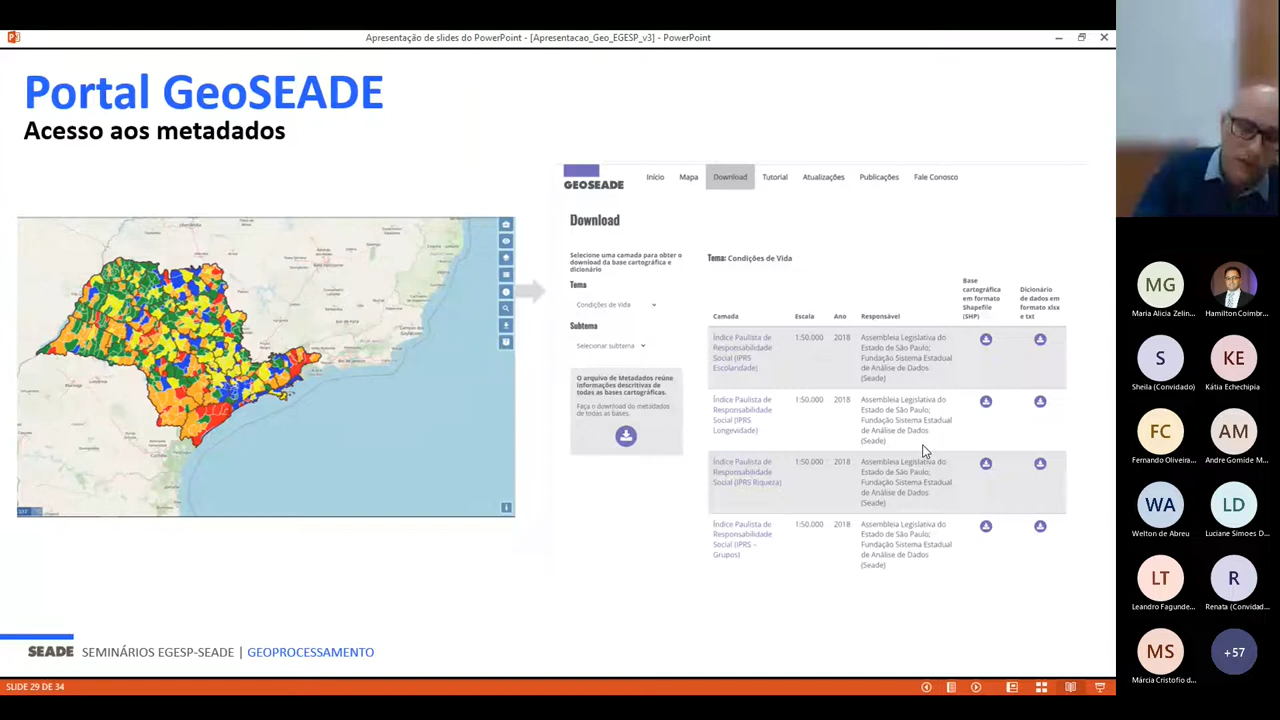 Apresentação de slides do PowerPoint - [Apresentacao_Geo_EGESP_v3] - PowerPoint
Portal GeoSEADE
Acesso aos metadados
GEOSEADE
Início Mapa Download Tutorial Atualizações Publicações Fale Conosco
Download
Selecione uma camada para obter o
download da base cartográfica e
dicionário
Tema
Condições de vida
Subtema
Selecionar subtema
O arquivo de Metadados reúne
informações descritivas de
todas as bases cartográficas.
Faça o download do metadados
de todas as bases.
Tema: Condições de Vida
Camada
Escala
Ano
Responsável
Base
cartográfica
em formato
Shapefile
(SHP)
Dicionário
de dados em
formato xlsx
e txt
Índice Paulista de
Responsabilidade
Social (IPRS
Escolaridade)
1:50.000
2018
Assembleia Legislativa do
Estado de São Paulo;
Fundação Sistema Estadual
de Análise de Dados
(Seade)
Índice Paulista de
Responsabilidade
Social (IPRS
Longevidade)
1:50.000
2018
Assembleia Legislativa do
Estado de São Paulo;
Fundação Sistema Estadual
de Análise de Dados
(Seade)
Índice Paulista de
Responsabilidade
Social (IPRS Riqueza)
1:50.000
2018
Assembleia Legislativa do
Estado de São Paulo;
Fundação Sistema Estadual
de Análise de Dados
(Seade)
Índice Paulista de
Responsabilidade
Social (IPRS –
Grupos)
1:50.000
2018
Assembleia Legislativa do
Estado de São Paulo;
Fundação Sistema Estadual
de Análise de Dados
(Seade)
SEADE SEMINÁRIOS EGESP-SEADE | GEOPROCESSAMENTO
SLIDE 29 DE 34
MG
Maria Alicia Zelin...
Hamilton Coimbr...
S
Sheila (Convidado)
KE
Kátia Echechipia
FC
Fernando Oliveira...
AM
Andre Gomide M...
WA
Welton de Abreu
LD
Luciane Simoes D...
LT
Leandro Fagunde...
R
Renata (Convidad...
MS
Márcia Cristofio d...
+57